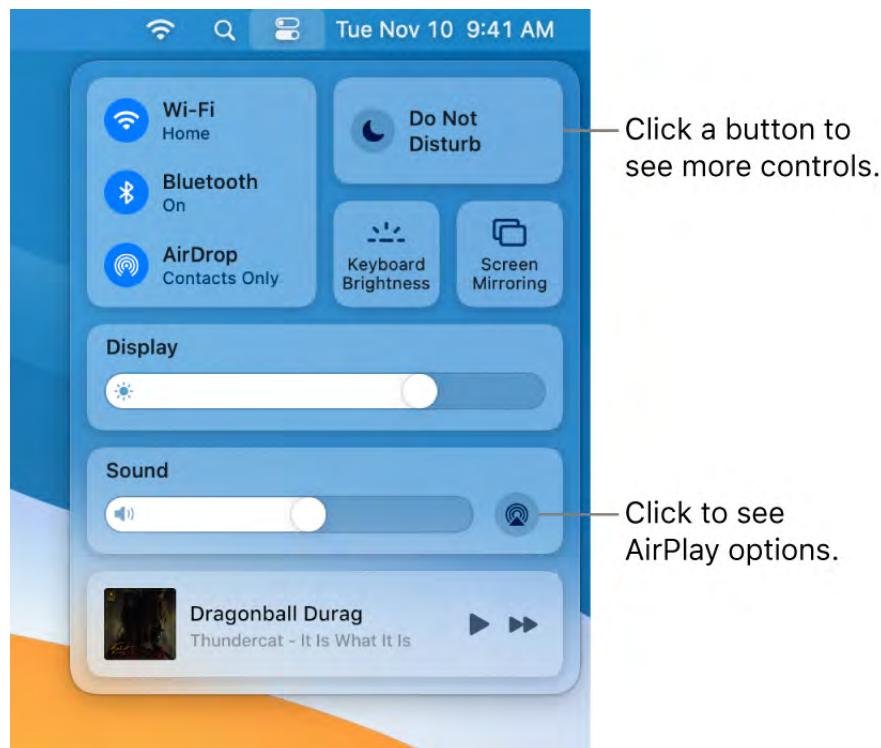 Tue Nov 10 9:41 AM
Wi-Fi
Home
Do Not
Disturb
Click a button to
see more controls.
Bluetooth
On
AirDrop
Contacts Only
Keyboard
Brightness
Screen
Mirroring
Display
Sound
Click to see
AirPlay options.
Dragonball Durag
Thundercat - It Is What It Is